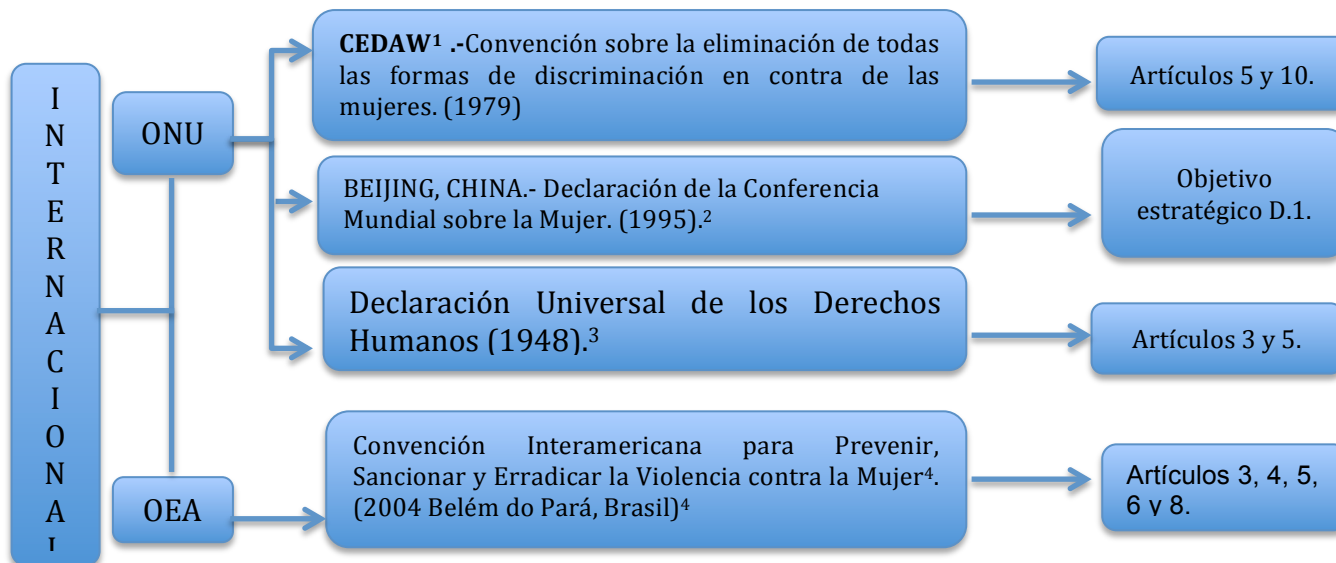 INTERNACIONAL
ONU
CEDAW¹ .-Convención sobre la eliminación de todas
las formas de discriminación en contra de las
mujeres. (1979)
Artículos 5 y 10.
BEIJING, CHINA.- Declaración de la Conferencia
Mundial sobre la Mujer. (1995).²
Objetivo
estratégico D.1.
Declaración Universal de los Derechos
Humanos (1948).³
Artículos 3 y 5.
OEA
Convención Interamericana para Prevenir,
Sancionar y Erradicar la Violencia contra la Mujer⁴.
(2004 Belém do Pará, Brasil)⁴
Artículos 3, 4, 5,
6 y 8.